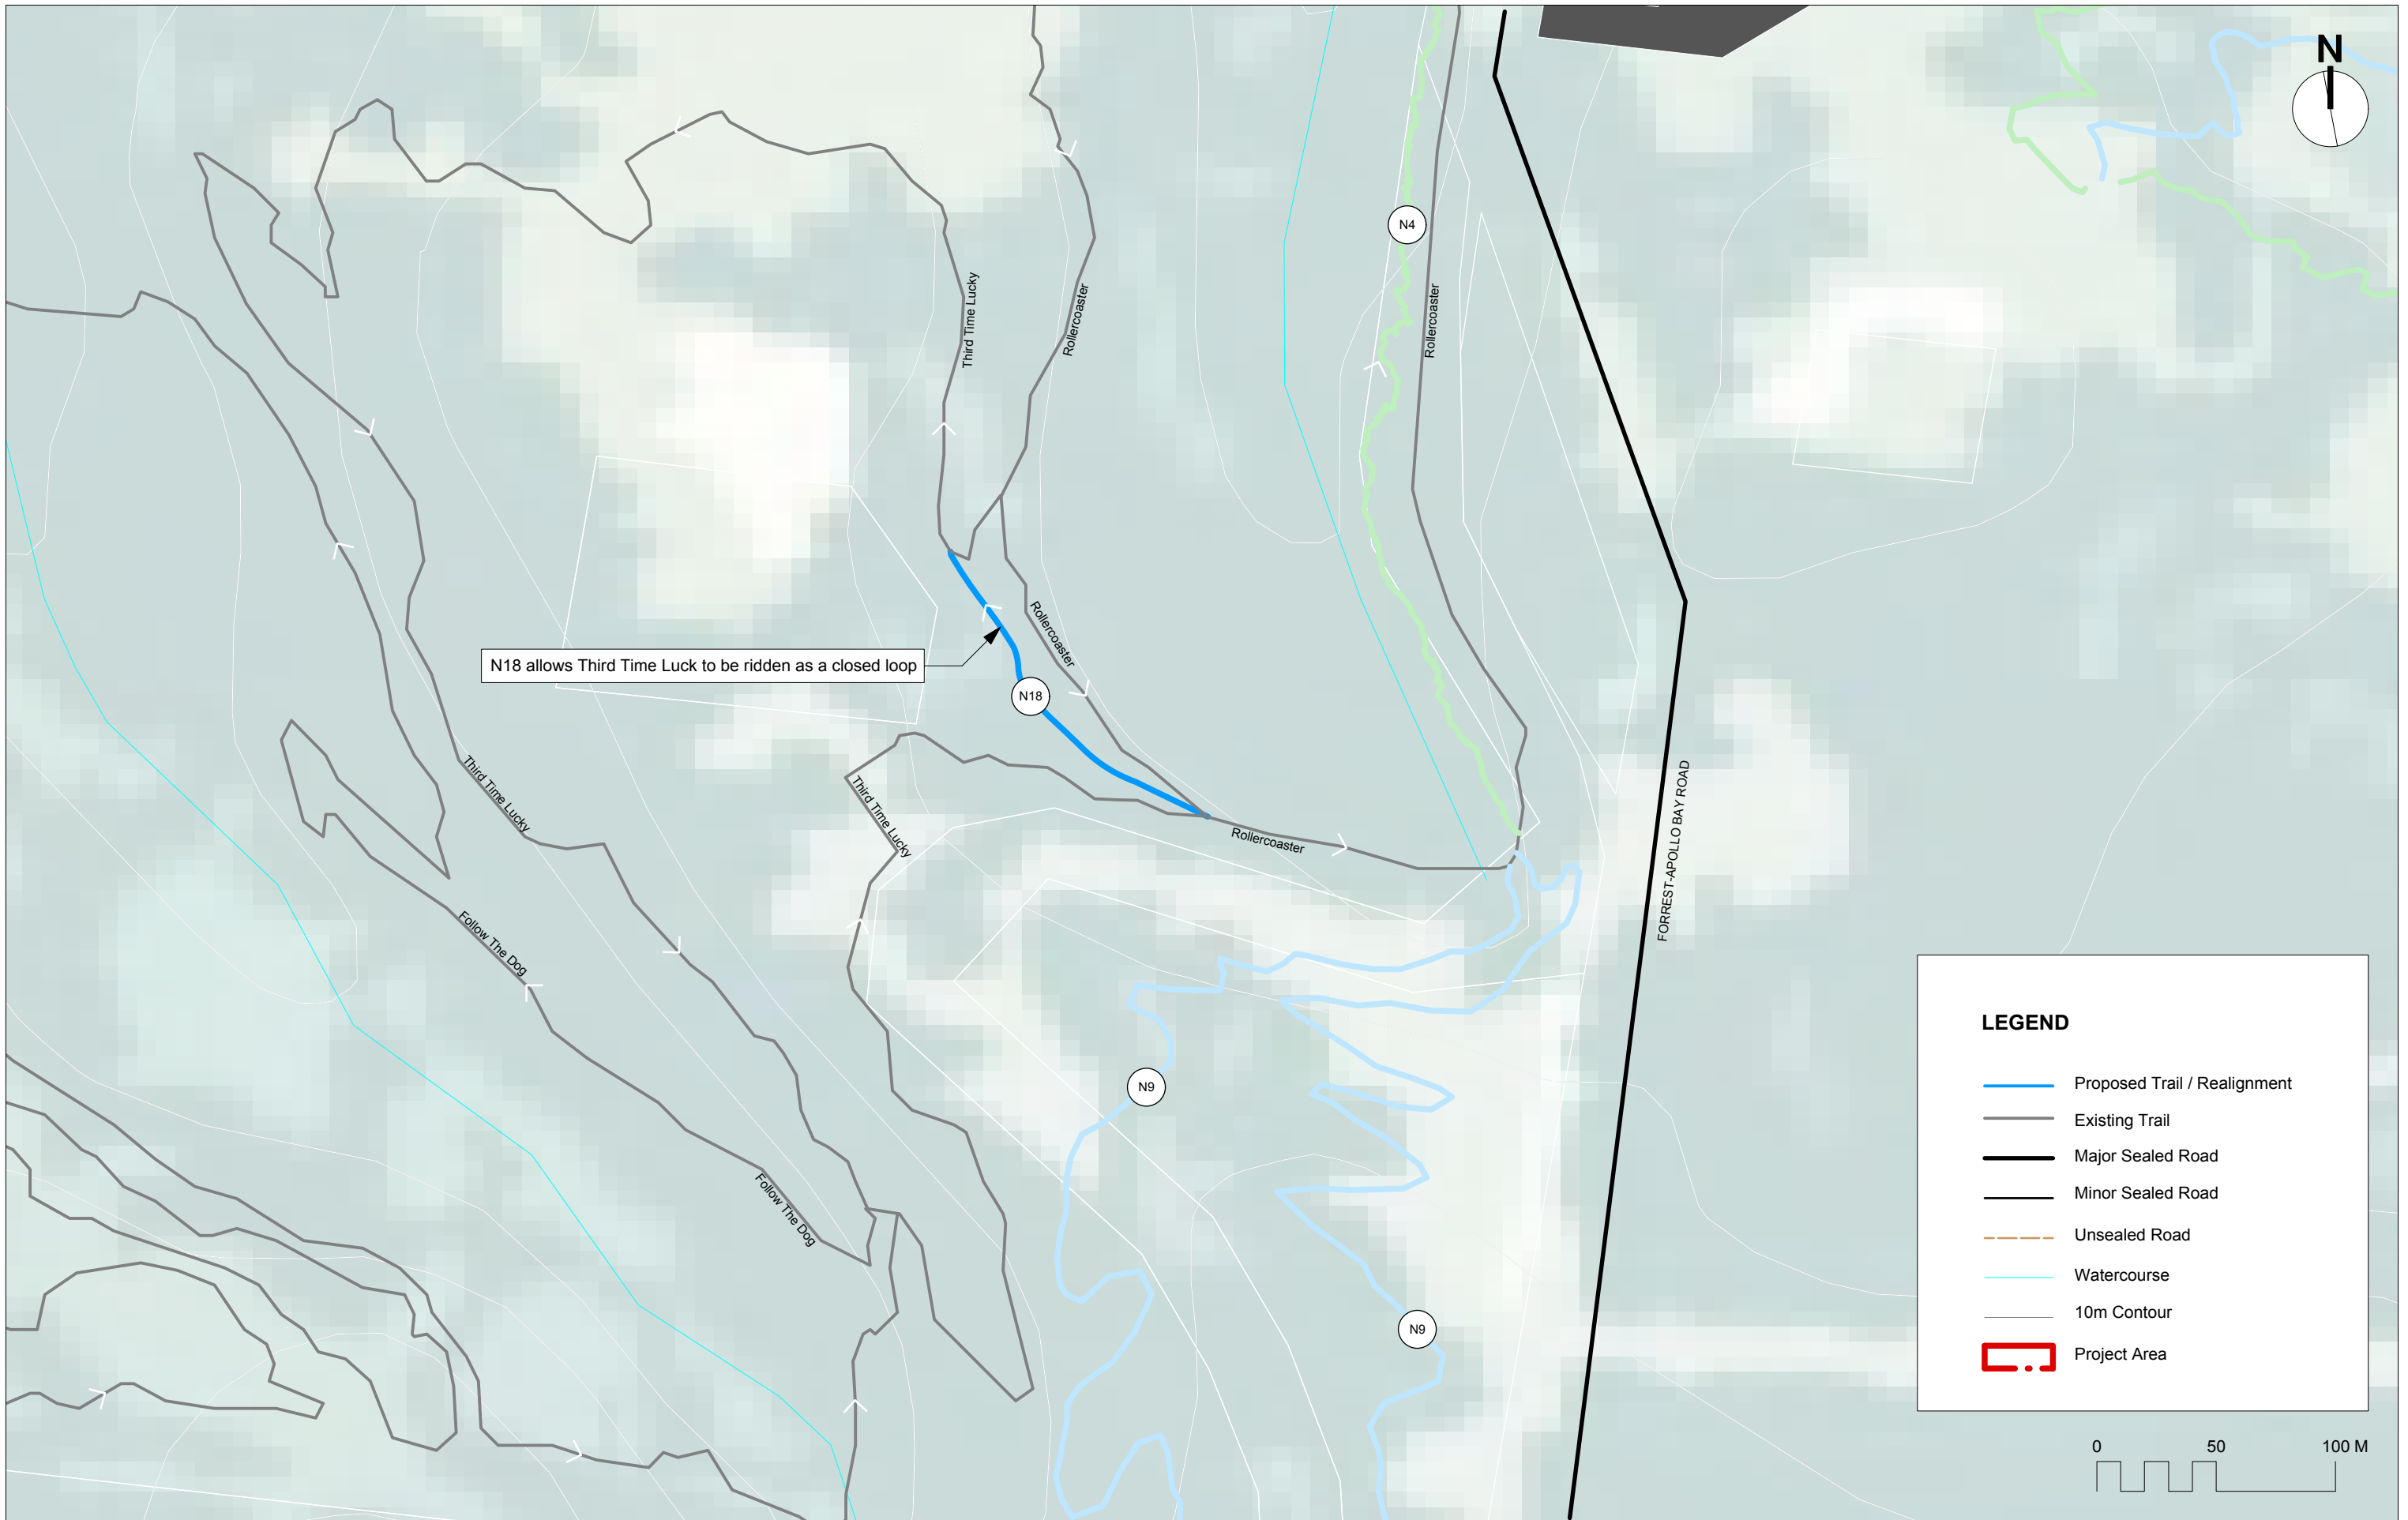 N
N4
Third Time Lucky
Rollercoaster
Rollercoaster
Rollercoaster
N18 allows Third Time Luck to be ridden as a closed loop
N18
Third Time Lucky
Third Time Lucky
Rollercoaster
FORREST-APOLLO BAY ROAD
Follow The Dog
N9
Follow The Dog
N9
LEGEND
Proposed Trail / Realignment
Existing Trail
Major Sealed Road
Minor Sealed Road
Unsealed Road
Watercourse
10m Contour
Project Area
0 50 100 M